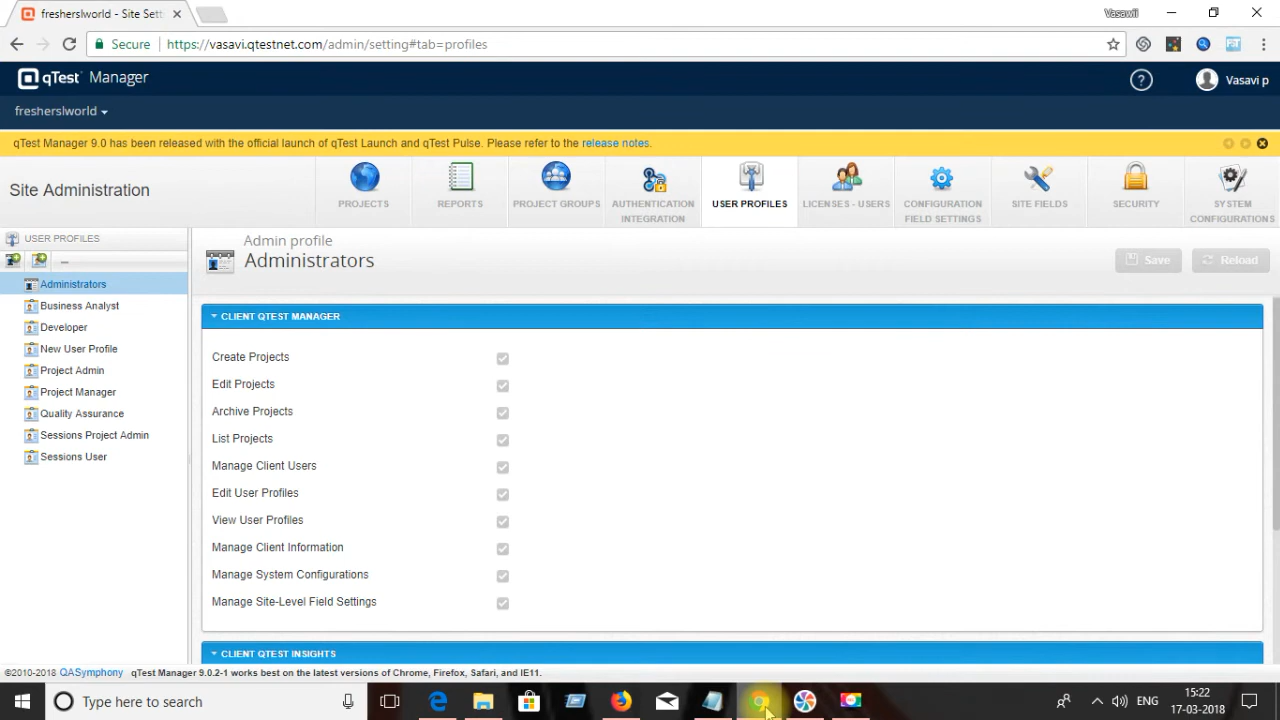 freshersl​world - Site Sett
Vasawii
Secure
https://vasavi.qtestnet.com/admin/setting#tab=profiles
qTest Manager
Vasavi p
freshersl​world
qTest Manager 9.0 has been released with the official launch of qTest Launch and qTest Pulse. Please refer to the release notes.
Site Administration
PROJECTS
REPORTS
PROJECT GROUPS
AUTHENTICATION INTEGRATION
USER PROFILES
LICENSES - USERS
CONFIGURATION FIELD SETTINGS
SITE FIELDS
SECURITY
SYSTEM CONFIGURATIONS
USER PROFILES
Administrators
Business Analyst
Developer
New User Profile
Project Admin
Project Manager
Quality Assurance
Sessions Project Admin
Sessions User
Admin profile
Administrators
Save
Reload
CLIENT QTEST MANAGER
Create Projects
Edit Projects
Archive Projects
List Projects
Manage Client Users
Edit User Profiles
View User Profiles
Manage Client Information
Manage System Configurations
Manage Site-Level Field Settings
CLIENT QTEST INSIGHTS
©2010-2018 QASymphony qTest Manager 9.0.2-1 works best on the latest versions of Chrome, Firefox, Safari, and IE11.
Type here to search
ENG
15:22
17-03-2018